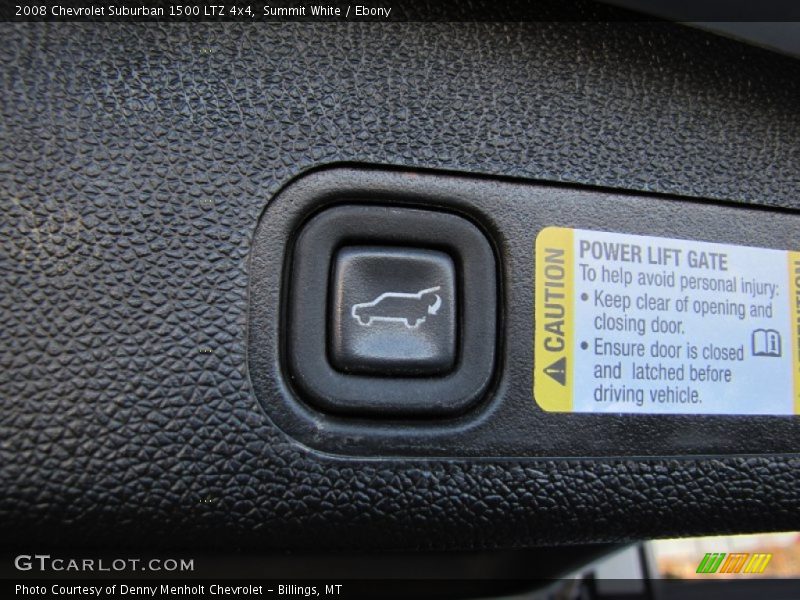 2008 Chevrolet Suburban 1500 LTZ 4x4, Summit White / Ebony
CAUTION
POWER LIFT GATE
To help avoid personal injury:
• Keep clear of opening and
closing door.
• Ensure door is closed
and latched before
driving vehicle.
GTCARLOT.COM
Photo Courtesy of Denny Menholt Chevrolet – Billings, MT